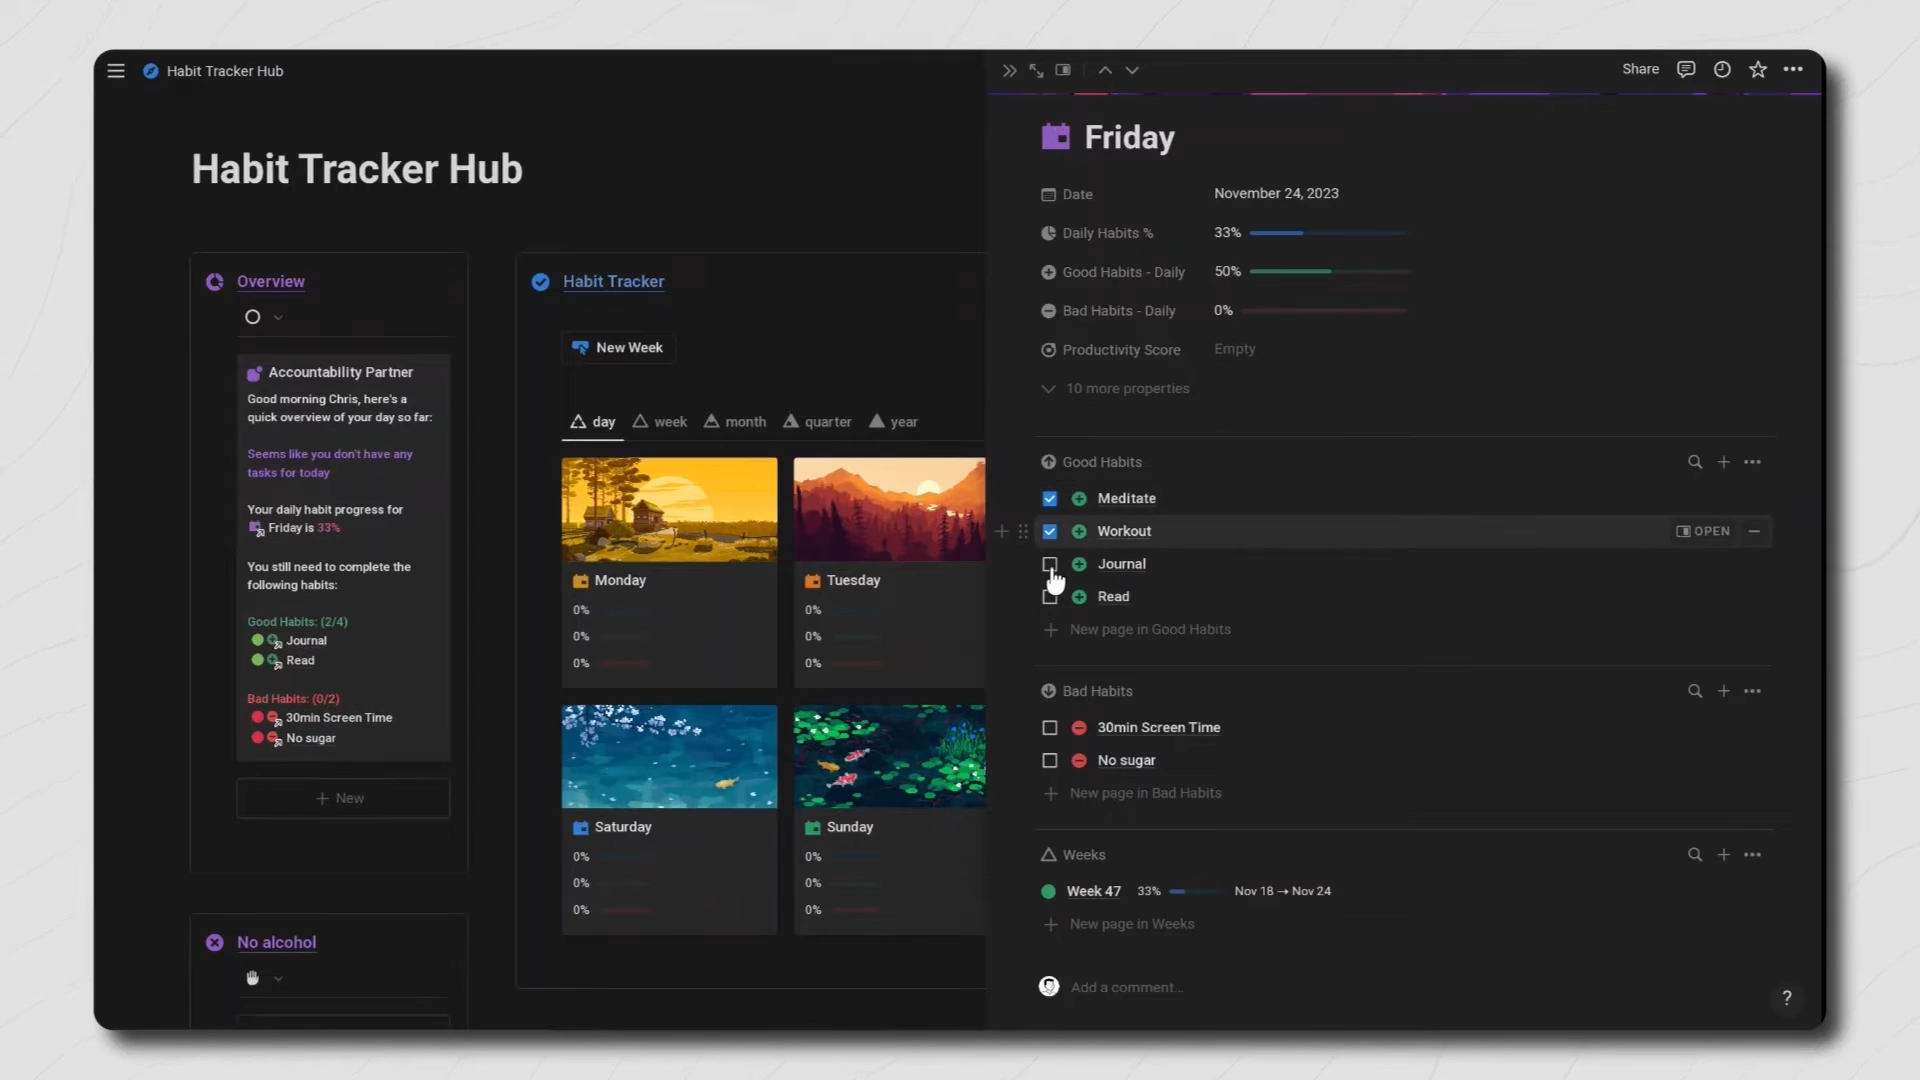 Habit Tracker Hub
Share
Habit Tracker Hub
Overview
Accountability Partner
Good morning Chris, here's a
quick overview of your day so far:
Seems like you don't have any
tasks for today
Your daily habit progress for
Friday is 33%
You still need to complete the
following habits:
Good Habits: (2/4)
Journal
Read
Bad Habits: (0/2)
30min Screen Time
No sugar
New
No alcohol
Habit Tracker
New Week
day week month quarter year
Monday
0%
0%
0%
Tuesday
0%
0%
0%
Saturday
0%
0%
0%
Sunday
0%
0%
0%
Friday
Date November 24, 2023
Daily Habits % 33%
Good Habits - Daily 50%
Bad Habits - Daily 0%
Productivity Score Empty
10 more properties
Good Habits
Meditate
Workout OPEN
Journal
Read
New page in Good Habits
Bad Habits
30min Screen Time
No sugar
New page in Bad Habits
Weeks
Week 47 33% Nov 18 → Nov 24
New page in Weeks
Add a comment...
?